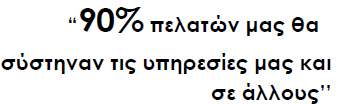 “90% πελατών μας θα
σύστηναν τις υπηρεσίες μας και
σε άλλους’’